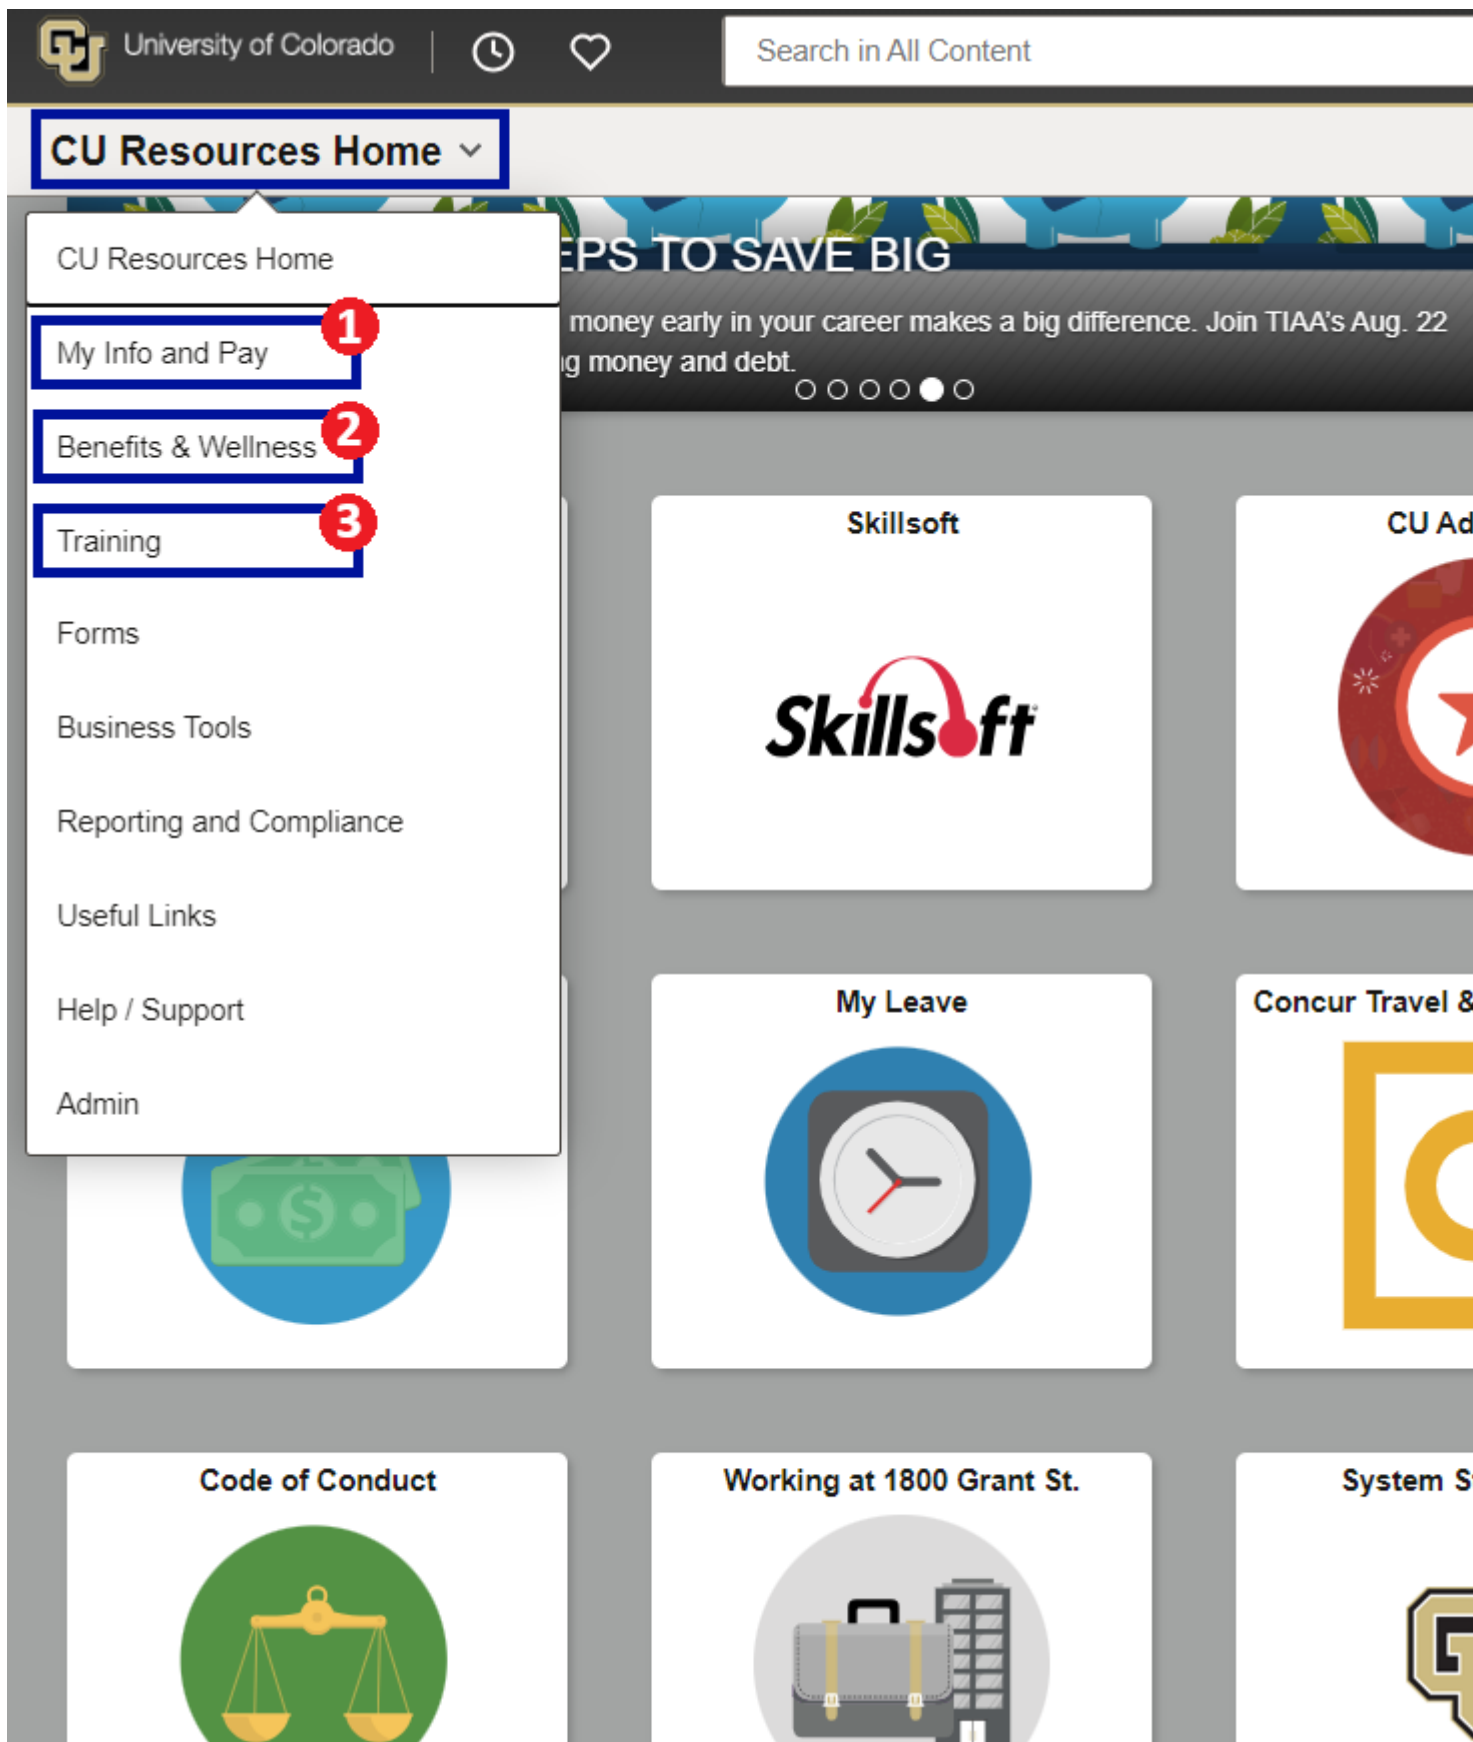 University of Colorado
Search in All Content
CU Resources Home
CU Resources Home
My Info and Pay
1
Benefits & Wellness
2
Training
3
Forms
Business Tools
Reporting and Compliance
Useful Links
Help / Support
Admin
TO SAVE BIG
money early in your career makes a big difference. Join TIAA's Aug. 22
money and debt.
Skillsoft
CU
Skillsoft
My Leave
Concur Travel &
$
Code of Conduct
Working at 1800 Grant St.
System